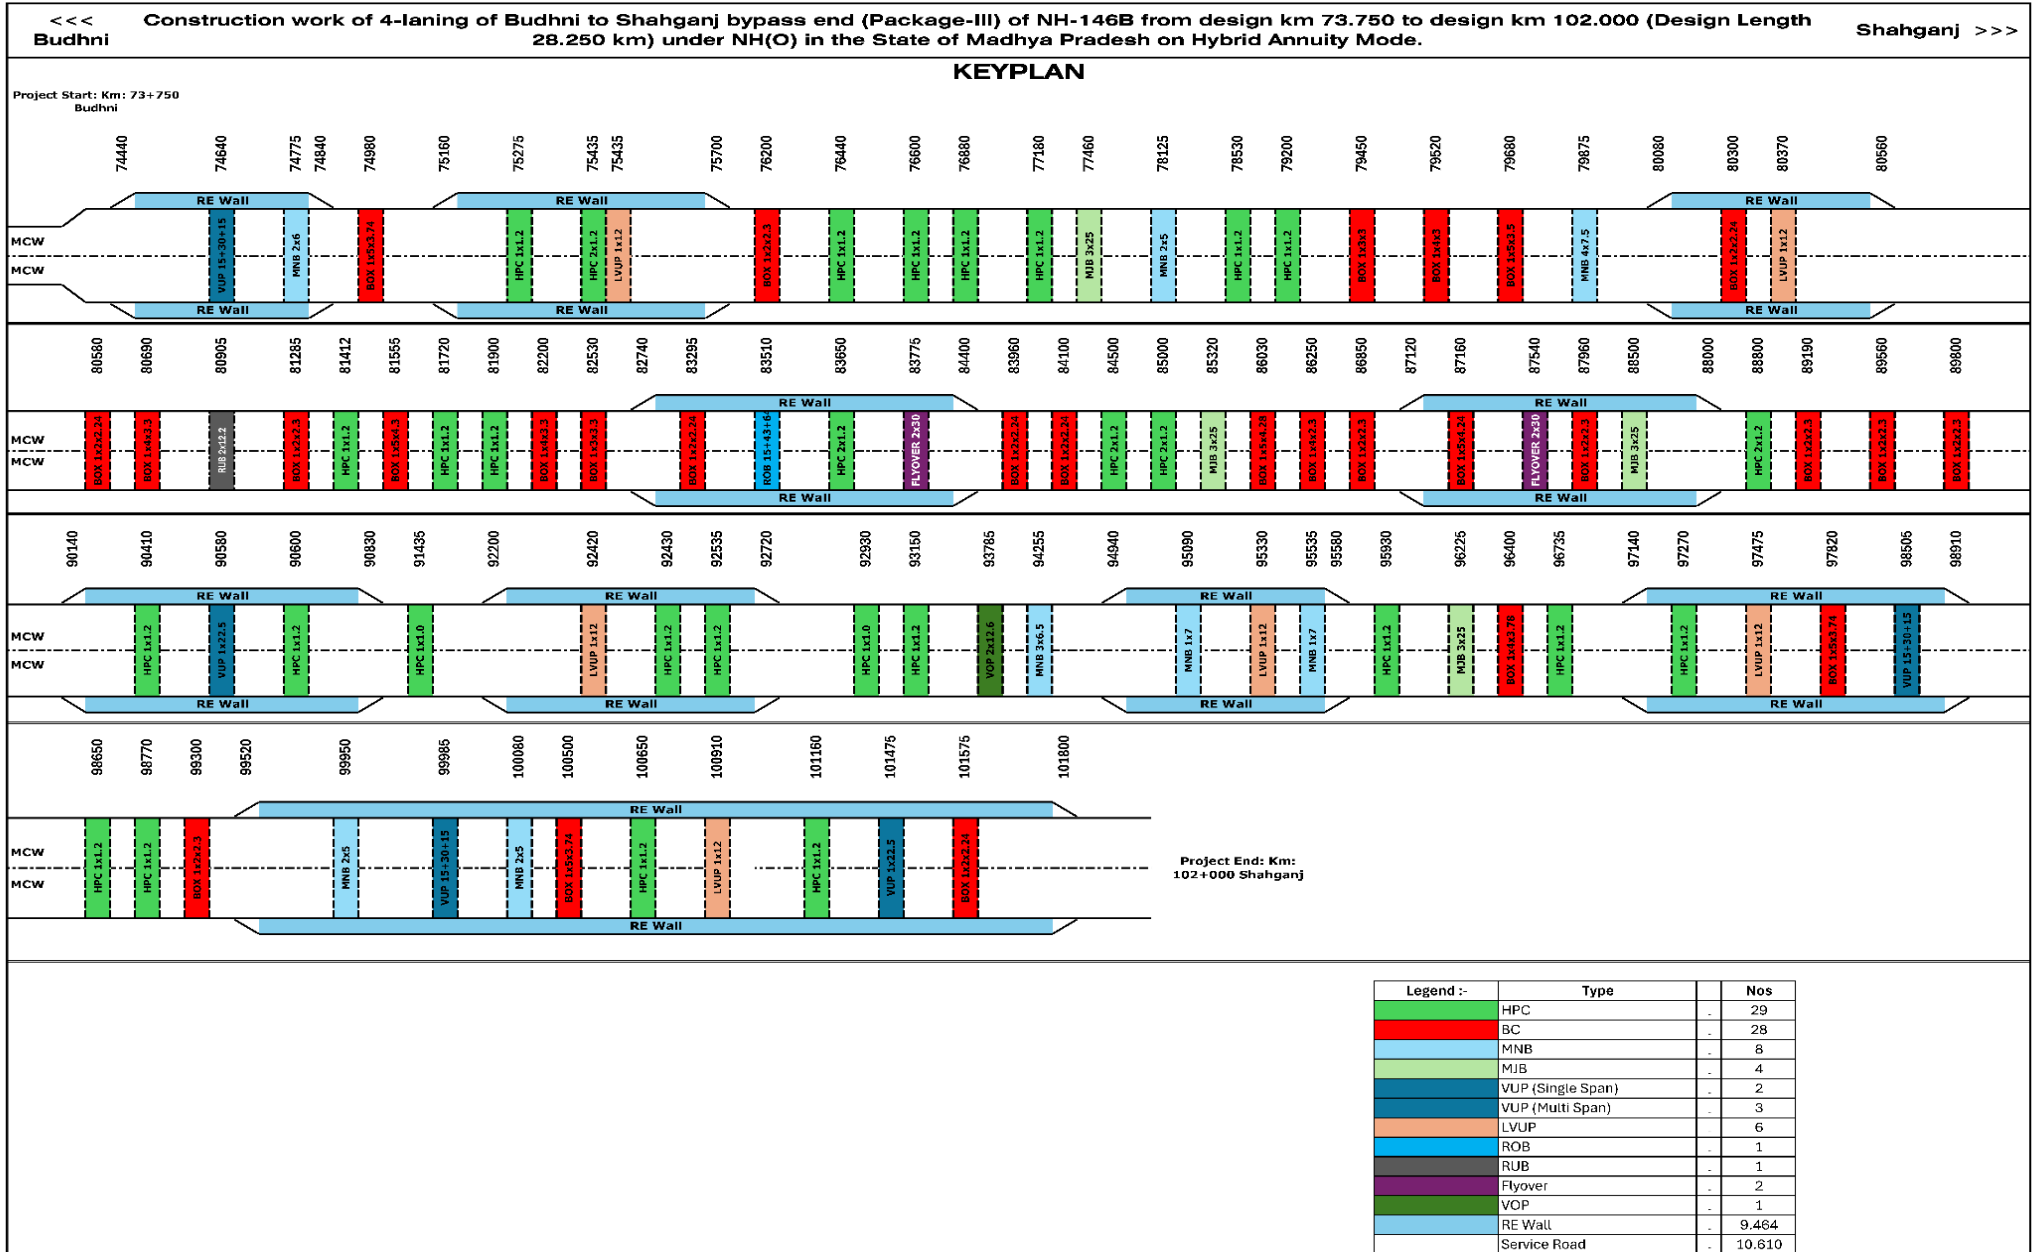 <<< Budhni
Construction work of 4-laning of Budhni to Shahganj bypass end (Package-III) of NH-146B from design km 73.750 to design km 102.000 (Design Length
28.250 km) under NH(O) in the State of Madhya Pradesh on Hybrid Annuity Mode.
Shahganj >>>
KEYPLAN
Project Start: Km: 73+750
Budhni
74440 74640 74775 74840 74980 75160 75275 75435 75435 75700 76200 76440 76600 76880 77180 77460 78125 78530 79200 79450 79520 79680 79875 80080 80300 80370 80560
RE Wall RE Wall RE Wall
MCW
MCW
VUP 15+30+15 MNB 2x6 BOX 1x5x3.74 HPC 1x1.2 HPC 2x1.2 LVUP 1x12 BOX 1x2x2.3 HPC 1x1.2 HPC 1x1.2 HPC 1x1.2 HPC 1x1.2 MJB 3x25 MNB 2x5 HPC 1x1.2 HPC 1x1.2 BOX 1x3x3 BOX 1x4x3 BOX 1x5x3.5 MNB 4x7.5 BOX 1x2x2.24 LVUP 1x12
RE Wall RE Wall RE Wall
80580 80690 80905 81285 81412 81555 81720 81900 82200 82530 82740 83295 83510 83650 83775 84400 83960 84100 84500 85000 85320 86030 86250 86850 87120 87160 87540 87960 88500 88000 88800 89190 89560 89800
RE Wall RE Wall
MCW
MCW
BOX 1x2x2.24 BOX 1x4x3.3 RUB 2x12.2 BOX 1x2x2.3 HPC 1x1.2 BOX 1x5x4.3 HPC 1x1.2 HPC 1x1.2 BOX 1x4x3.3 BOX 1x3x3.3 BOX 1x2x2.24 ROB 15+43+6 HPC 2x1.2 FLYOVER 2x30 BOX 1x2x2.24 BOX 1x2x2.24 HPC 2x1.2 HPC 2x1.2 MJB 3x25 BOX 1x5x4.28 BOX 1x4x2.3 BOX 1x2x2.3 BOX 1x5x4.24 FLYOVER 2x30 BOX 1x2x2.3 MJB 3x25 HPC 2x1.2 BOX 1x2x2.3 BOX 1x2x2.3 BOX 1x2x2.3
RE Wall RE Wall
90140 90410 90580 90600 90830 91435 92200 92420 92430 92535 92720 92930 93150 93785 94255 94940 95090 95330 95535 95580 95930 96225 96400 96735 97140 97270 97475 97820 98506 98910
RE Wall RE Wall RE Wall RE Wall
MCW
MCW
HPC 1x1.2 VUP 1x22.5 HPC 1x1.2 HPC 1x1.0 LVUP 1x12 HPC 1x1.2 HPC 1x1.2 HPC 1x1.0 HPC 1x1.2 VOP 2x12.6 MNB 3x6.5 MNB 1x7 LVUP 1x12 MNB 1x7 HPC 1x1.2 MJB 3x25 BOX 1x4x3.78 HPC 1x1.2 HPC 1x1.2 LVUP 1x12 BOX 1x5x3.74 VUP 15+30+15
RE Wall RE Wall RE Wall RE Wall
98650 98770 99300 99520 99950 99985 100080 100500 100650 100910 101160 101475 101575 101800
RE Wall
MCW
MCW
HPC 1x1.2 HPC 1x1.2 BOX 1x2x2.3 MNB 2x5 VUP 15+30+15 MNB 2x5 BOX 1x5x3.74 HPC 1x1.2 LVUP 1x12 HPC 1x1.2 VUP 1x22.5 BOX 1x2x2.24
RE Wall
Project End: Km:
102+000 Shahganj
Legend :- Type Nos
HPC . 29
BC . 28
MNB . 8
MJB . 4
VUP (Single Span) . 2
VUP (Multi Span) . 3
LVUP . 6
ROB . 1
RUB . 1
Flyover . 2
VOP . 1
RE Wall . 9.464
Service Road . 10.610